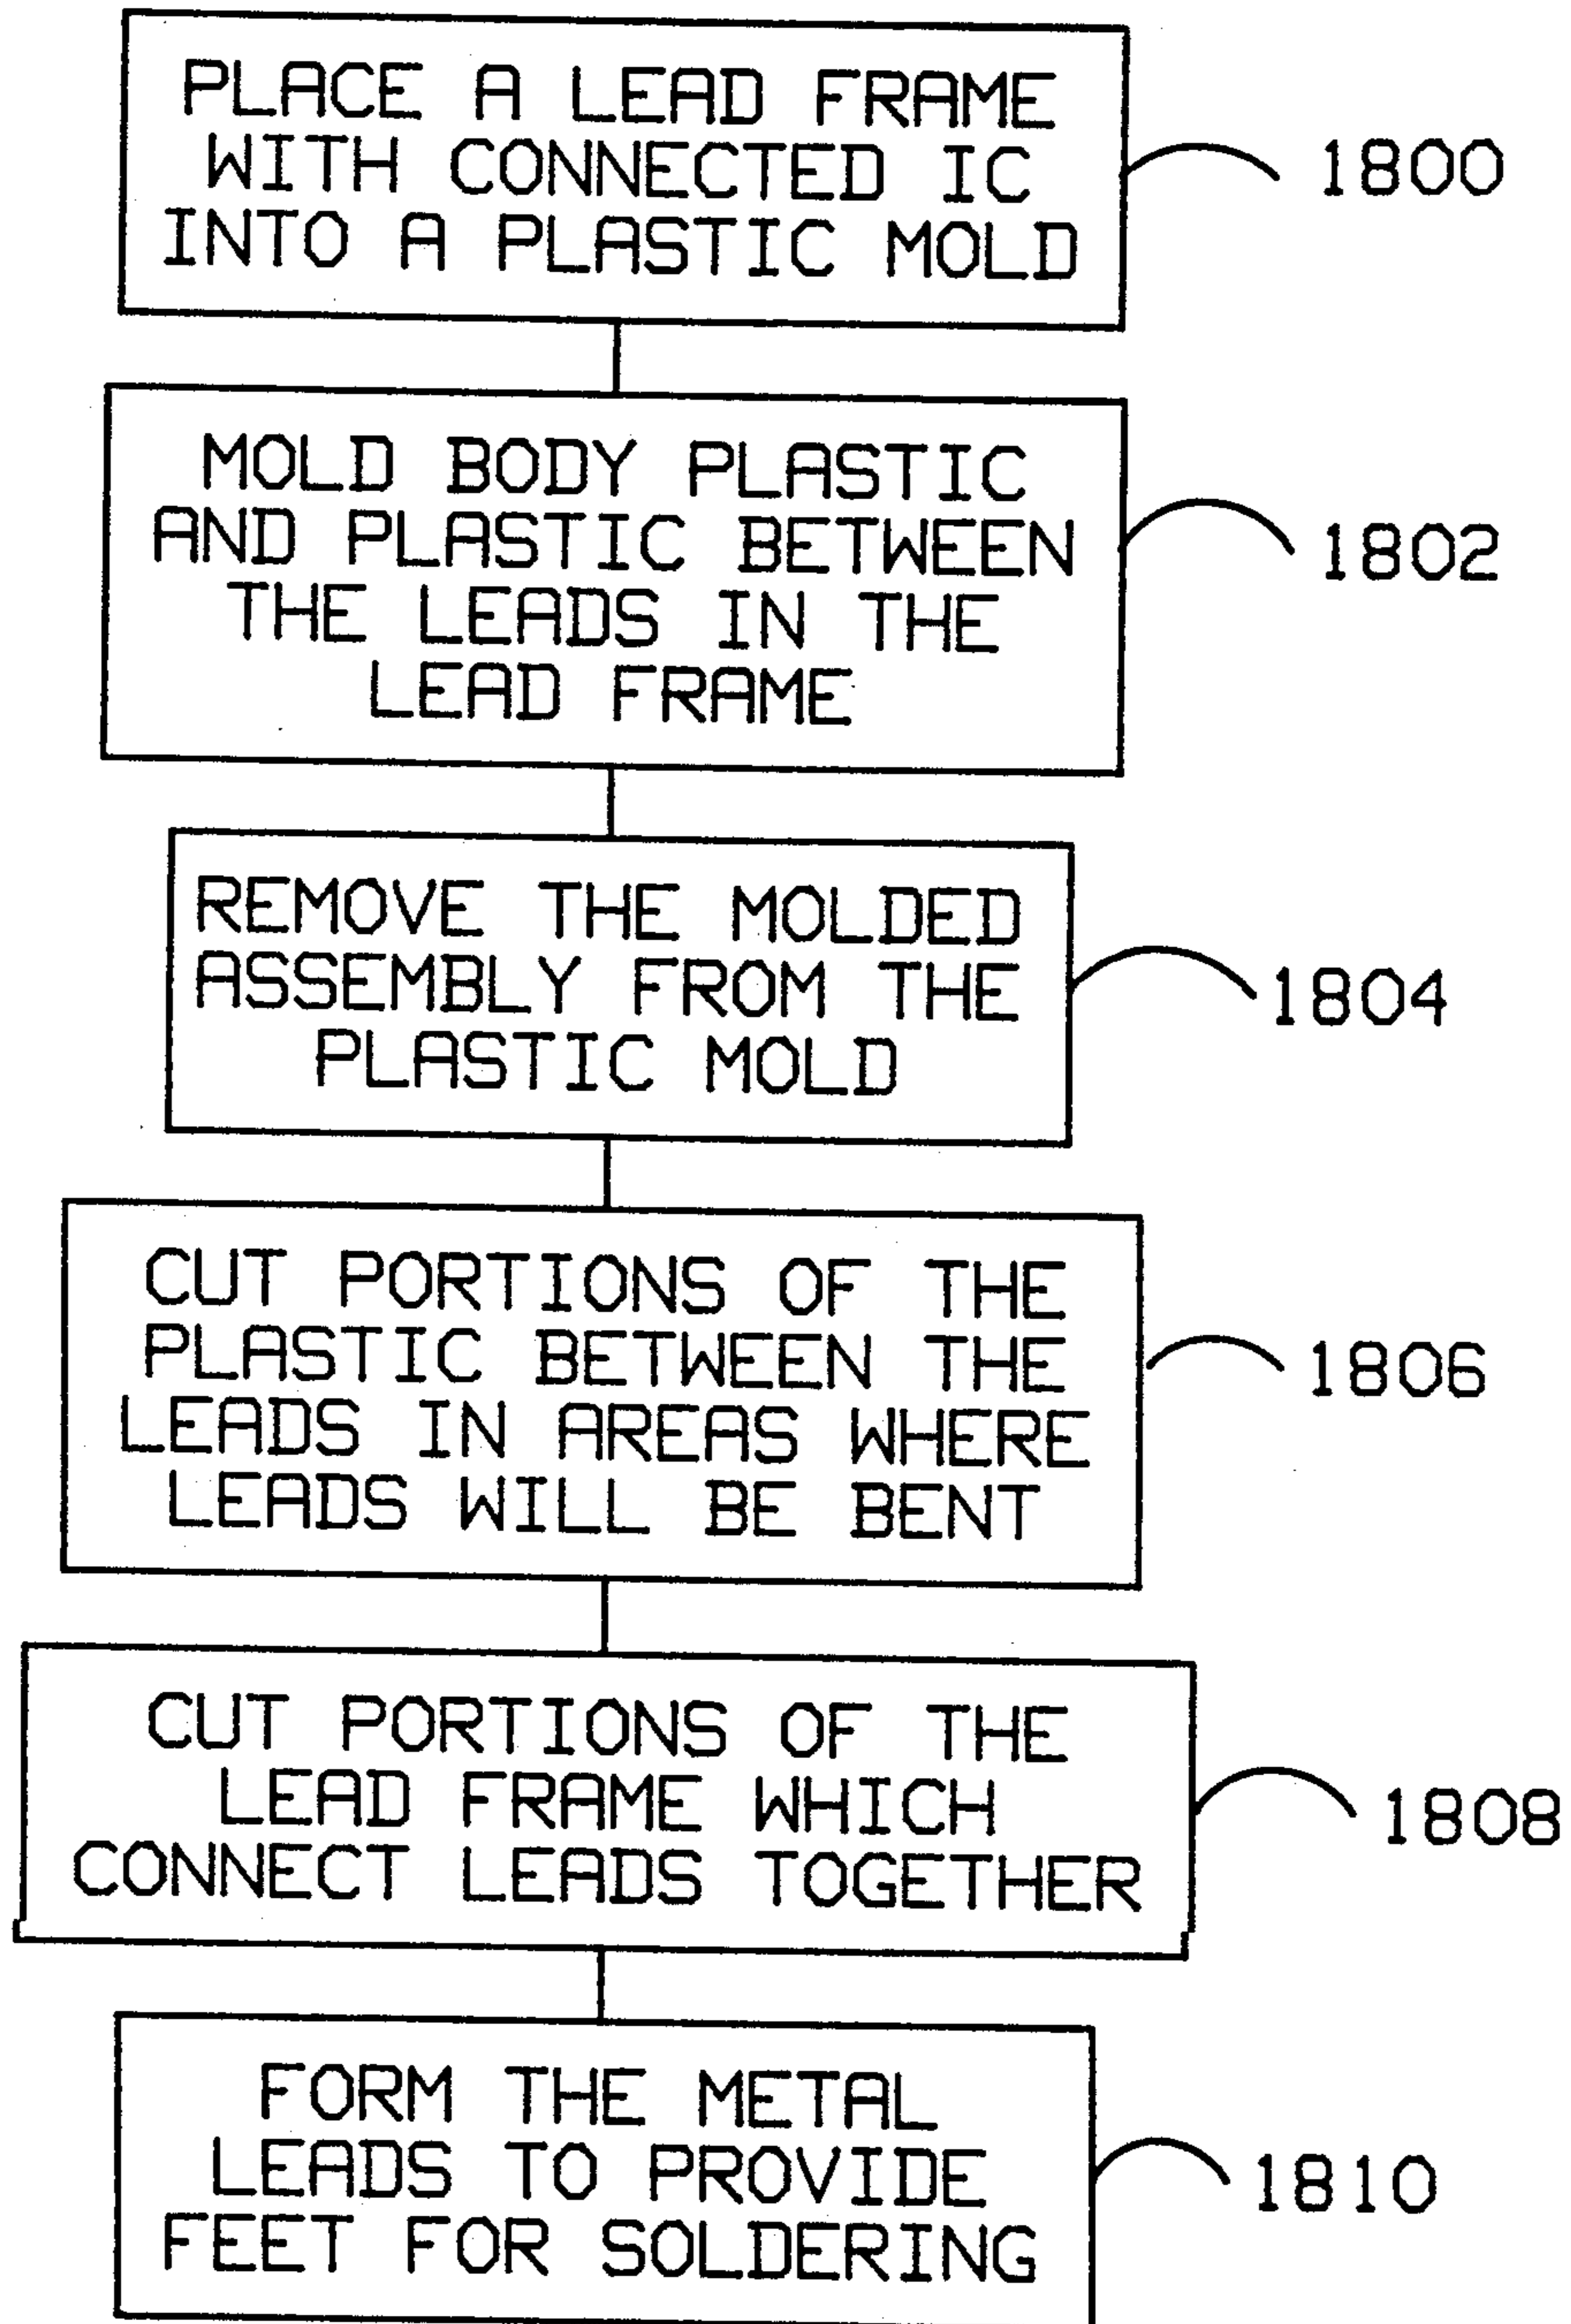 PLACE A LEAD FRAME
WITH CONNECTED IC
INTO A PLASTIC MOLD
1800
MOLD BODY PLASTIC
AND PLASTIC BETWEEN
THE LEADS IN THE
LEAD FRAME
1802
REMOVE THE MOLDED
ASSEMBLY FROM THE
PLASTIC MOLD
1804
CUT PORTIONS OF THE
PLASTIC BETWEEN THE
LEADS IN AREAS WHERE
LEADS WILL BE BENT
1806
CUT PORTIONS OF THE
LEAD FRAME WHICH
CONNECT LEADS TOGETHER
1808
FORM THE METAL
LEADS TO PROVIDE
FEET FOR SOLDERING
1810